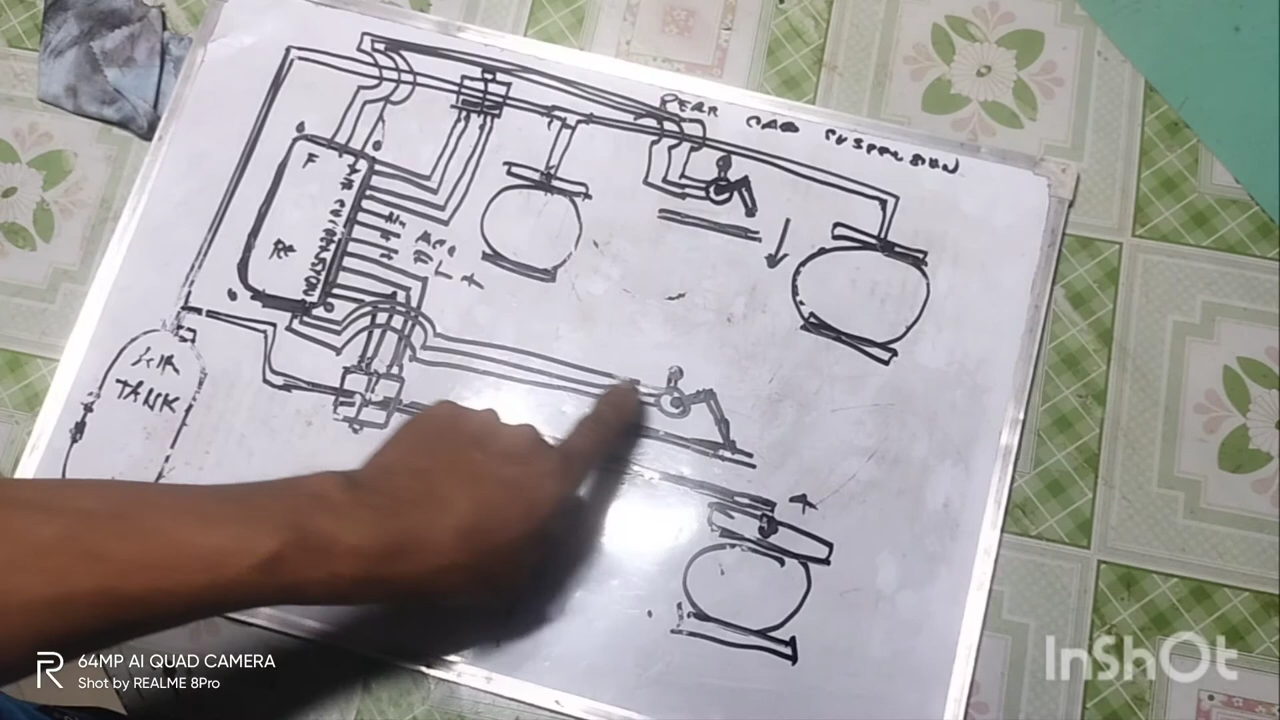 REAR CAB SUSPENSION
F
AIR SUSPENSION
R
AIR
TANK
64MP AI QUAD CAMERA
Shot by REALME 8Pro
InShOt